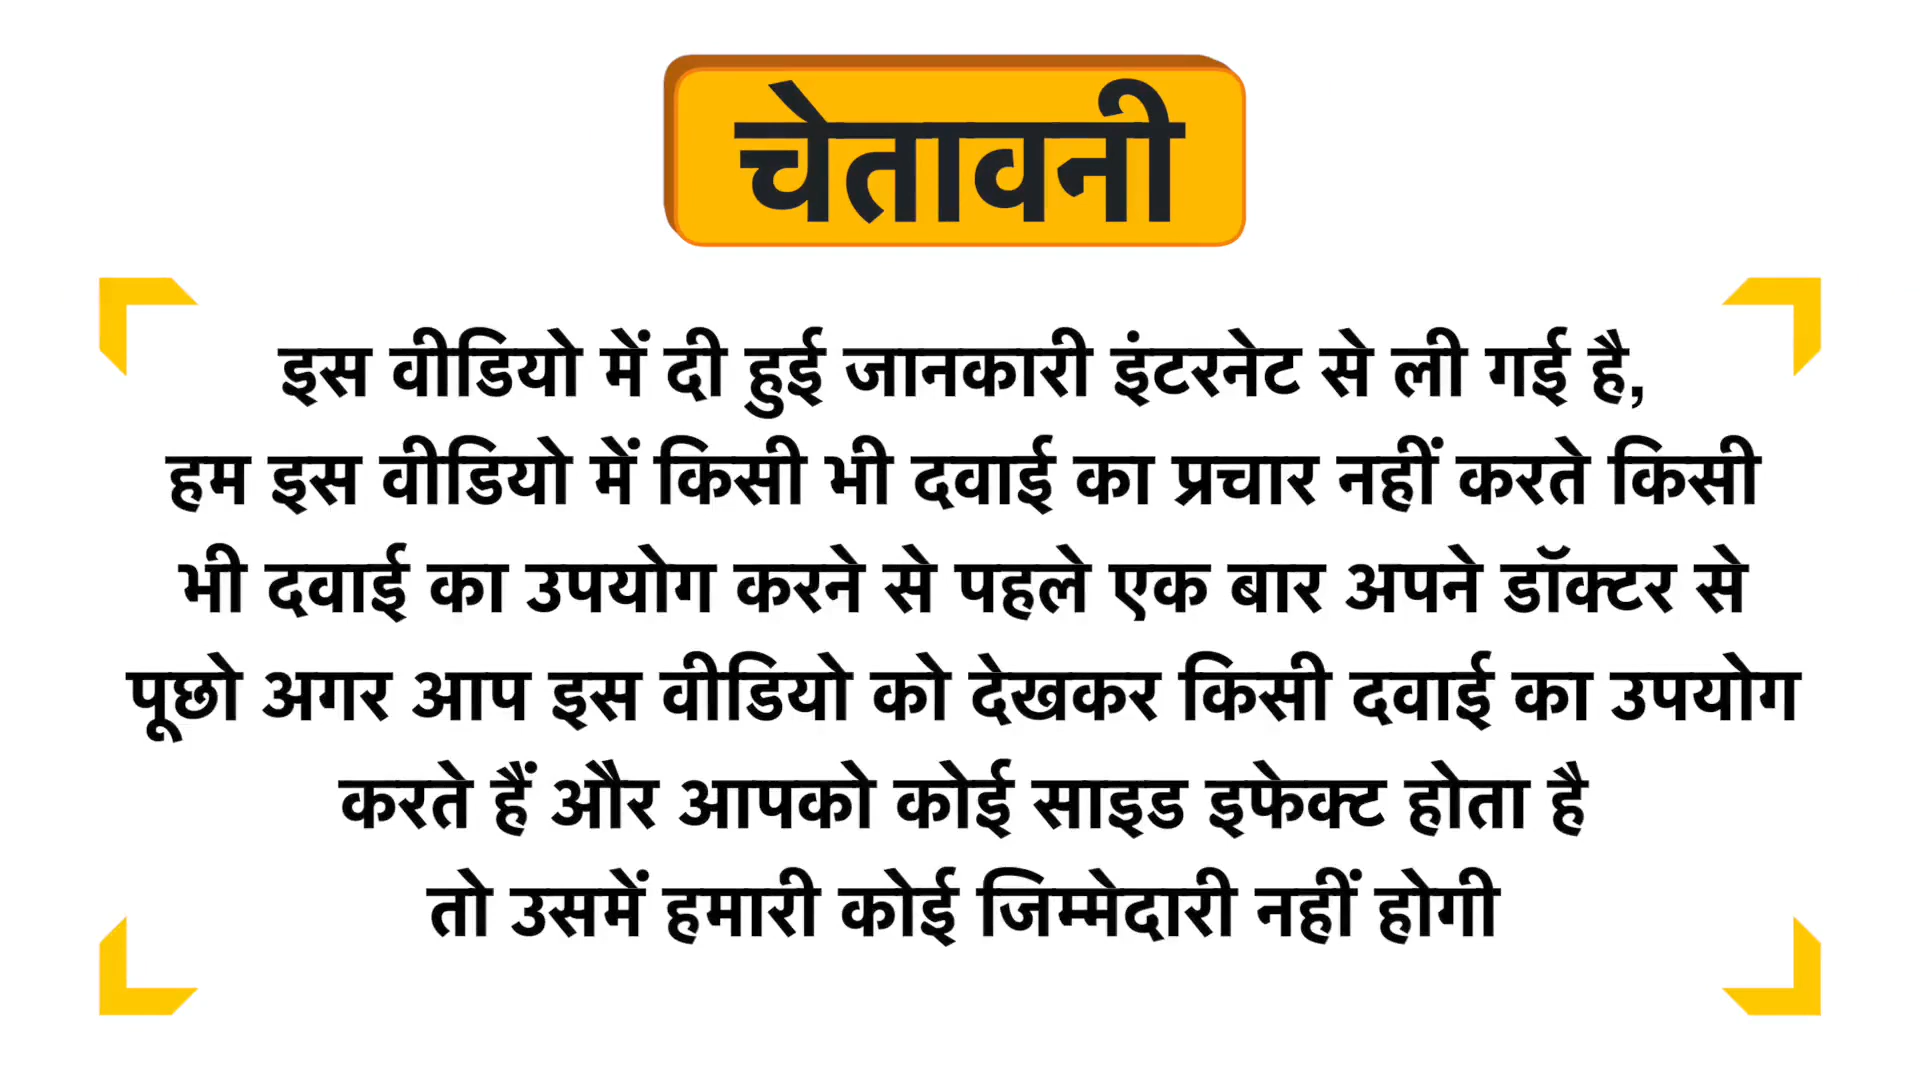 चेतावनी
इस वीडियो में दी हुई जानकारी इंटरनेट से ली गई है,
हम इस वीडियो में किसी भी दवाई का प्रचार नहीं करते किसी
भी दवाई का उपयोग करने से पहले एक बार अपने डॉक्टर से
पूछो अगर आप इस वीडियो को देखकर किसी दवाई का उपयोग
करते हैं और आपको कोई साइड इफेक्ट होता है
तो उसमें हमारी कोई जिम्मेदारी नहीं होगी